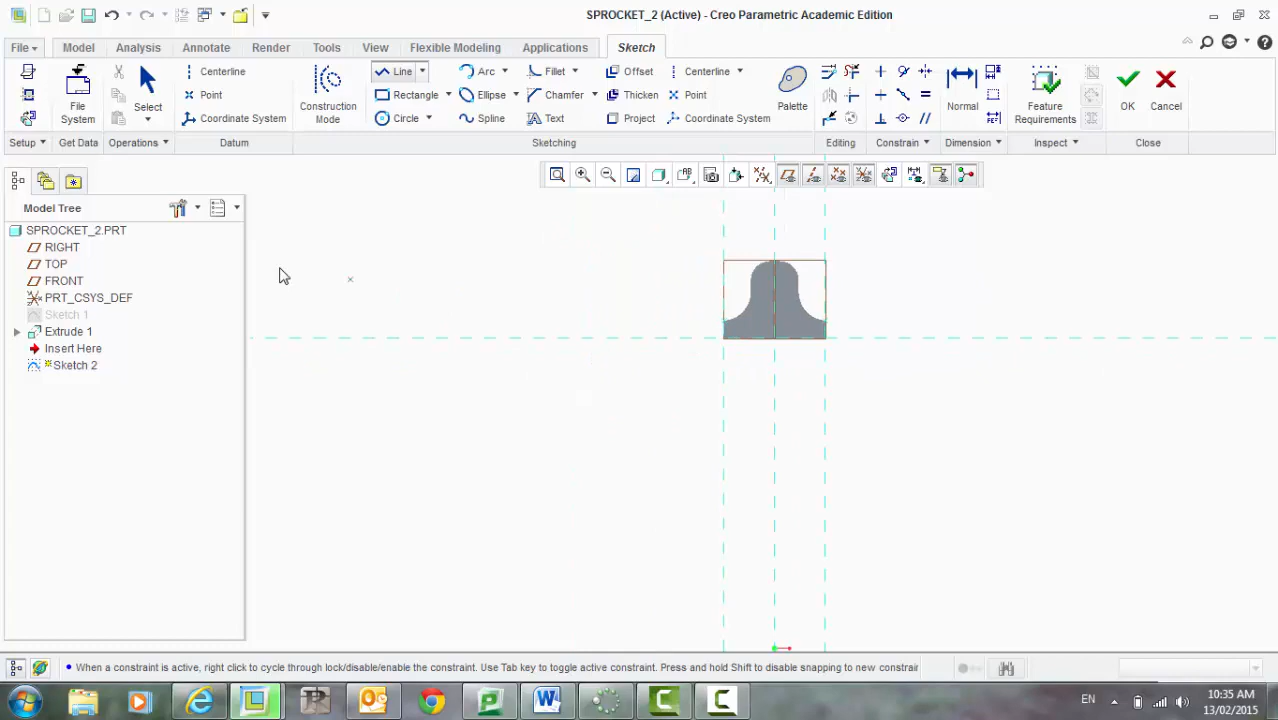 SPROCKET_2 (Active) - Creo Parametric Academic Edition
File Model Analysis Annotate Render Tools View Flexible Modeling Applications Sketch
Centerline Line Arc Fillet Offset Centerline
File System Select Point Construction Mode Rectangle Ellipse Chamfer Thicken Point Palette Normal Feature Requirements OK Cancel
Coordinate System Circle Spline Text Project Coordinate System
Setup Get Data Operations Datum Sketching Editing Constrain Dimension Inspect Close
Model Tree
SPROCKET_2.PRT
RIGHT
TOP
FRONT
PRT_CSYS_DEF
Sketch 1
Extrude 1
Insert Here
Sketch 2
When a constraint is active, right click to cycle through lock/disable/enable the constraint. Use Tab key to toggle active constraint. Press and hold Shift to disable snapping to new constrain
EN 10:35 AM
13/02/2015